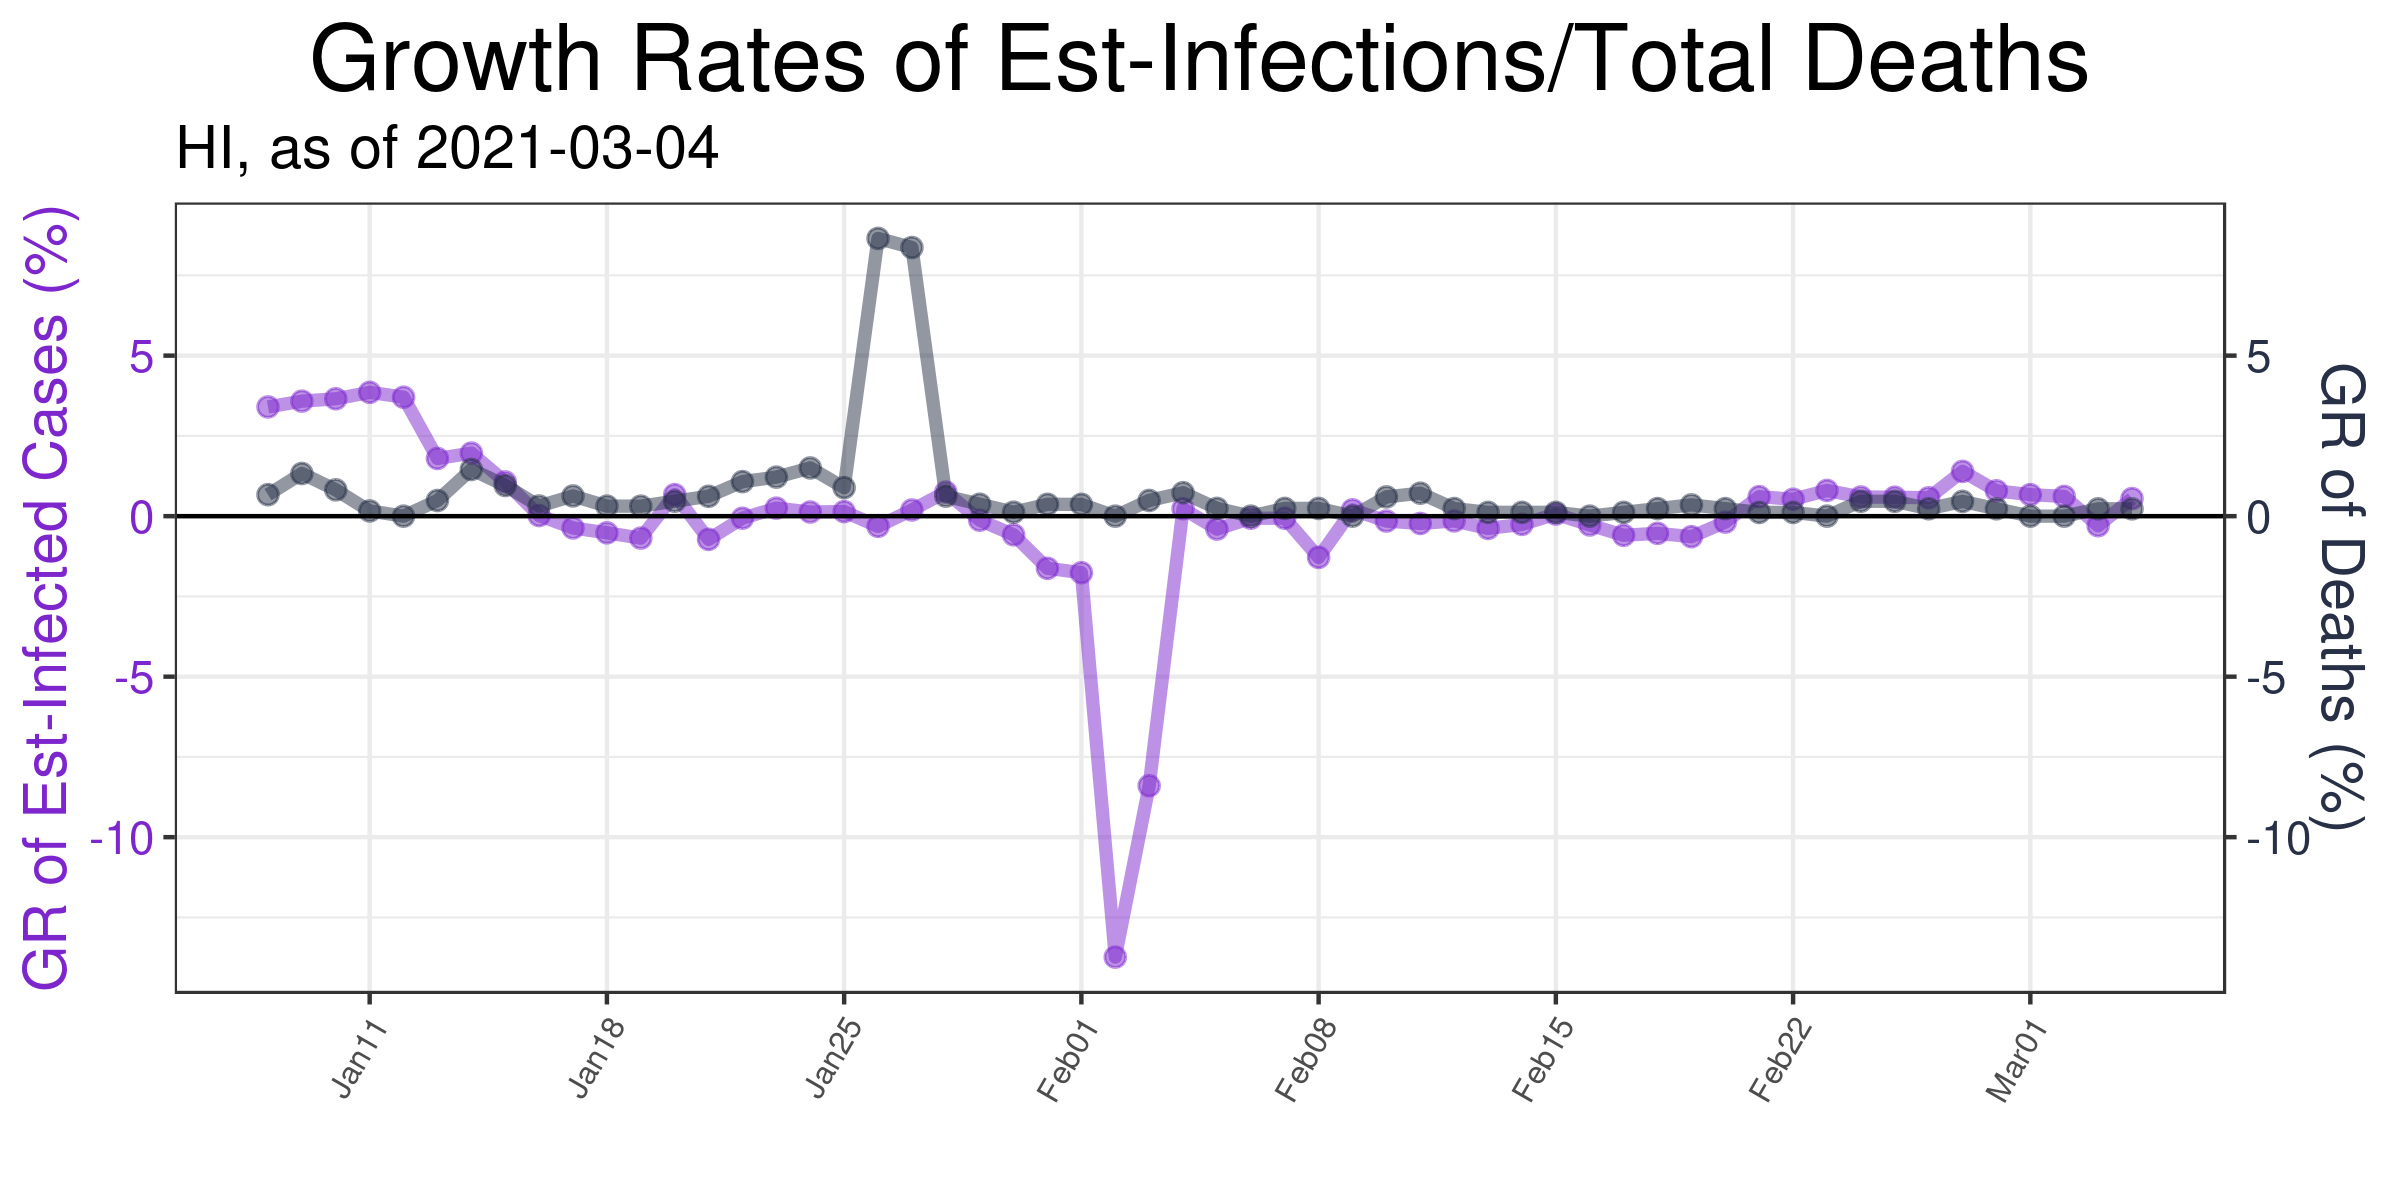 Growth Rates of Est-Infections/Total Deaths
HI, as of 2021-03-04
GR of Est-Infected Cases (%)
5
0
-5
-10
5
0
-5
-10
GR of Deaths (%)
Jan11
Jan18
Jan25
Feb01
Feb08
Feb15
Feb22
Mar01